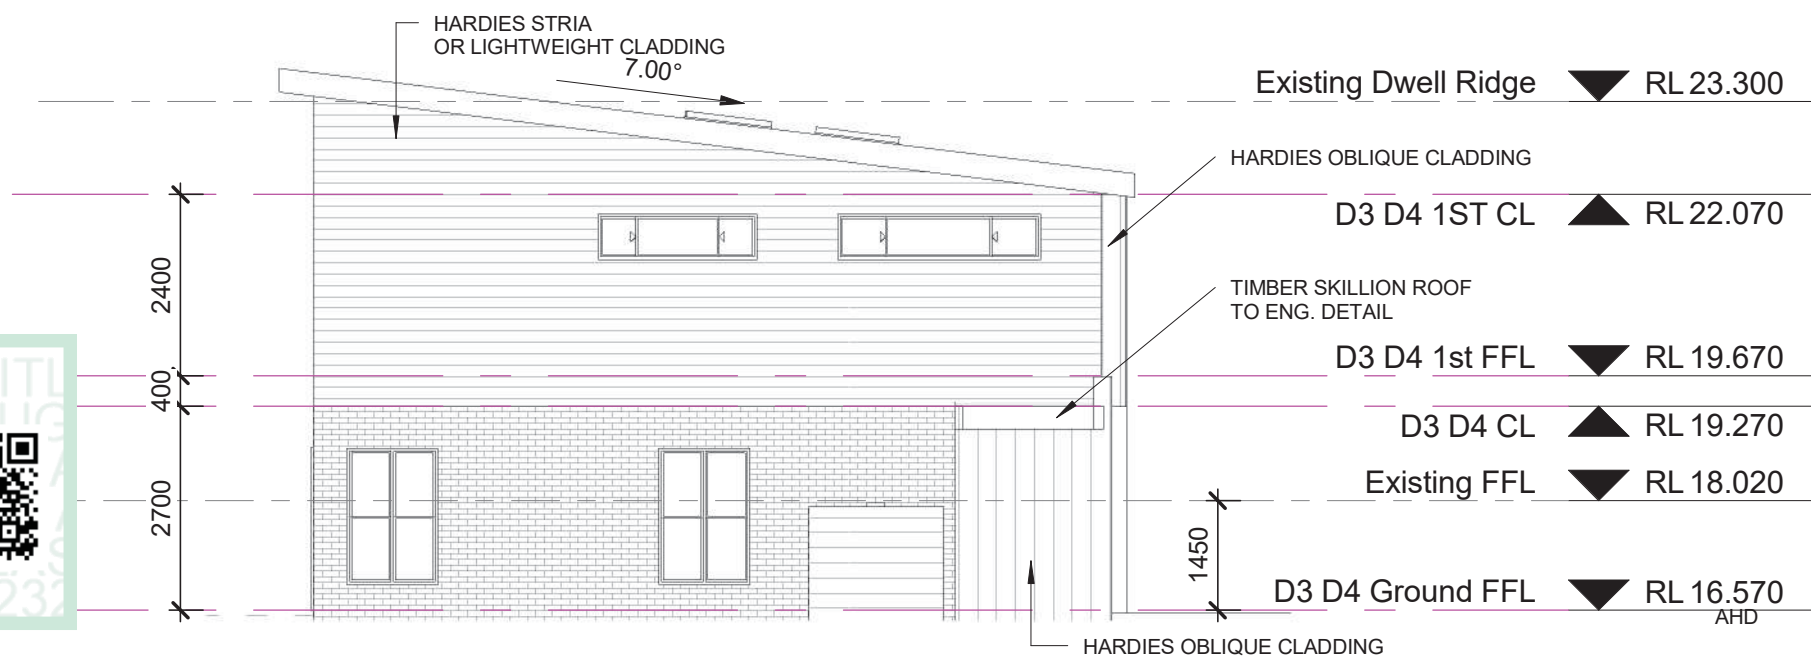 HARDIES STRIA
OR LIGHTWEIGHT CLADDING
7.00°
Existing Dwell Ridge RL 23.300
HARDIES OBLIQUE CLADDING
D3 D4 1ST CL RL 22.070
2400
TIMBER SKILLION ROOF
TO ENG. DETAIL
D3 D4 1st FFL RL 19.670
400
D3 D4 CL RL 19.270
Existing FFL RL 18.020
2700
1450
D3 D4 Ground FFL RL 16.570
AHD
HARDIES OBLIQUE CLADDING